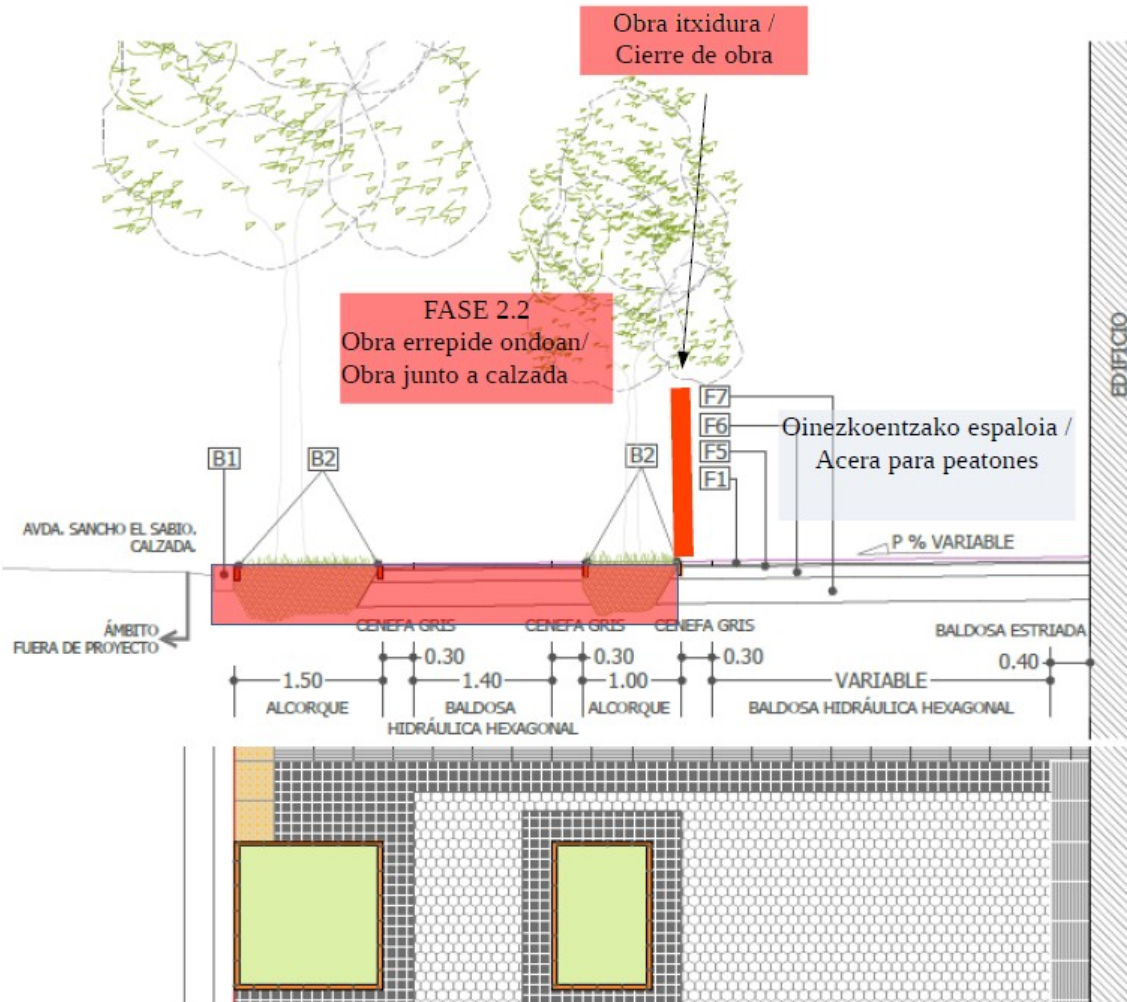 Obra itxidura /
Cierre de obra
FASE 2.2
Obra errepide ondoan/
Obra junto a calzada
EDIFICIO
F7
F6
F5
F1
Oinezkoentzako espaloia /
Acera para peatones
B1
B2
B2
AVDA. SANCHO EL SABIO.
CALZADA.
P % VARIABLE
ÁMBITO
FUERA DE PROYECTO
CENEFA GRIS
CENEFA GRIS
CENEFA GRIS
BALDOSA ESTRIADA
0.30
0.30
0.30
0.40
1.50
1.40
1.00
VARIABLE
ALCORQUE
BALDOSA
HIDRÁULICA HEXAGONAL
ALCORQUE
BALDOSA HIDRÁULICA HEXAGONAL